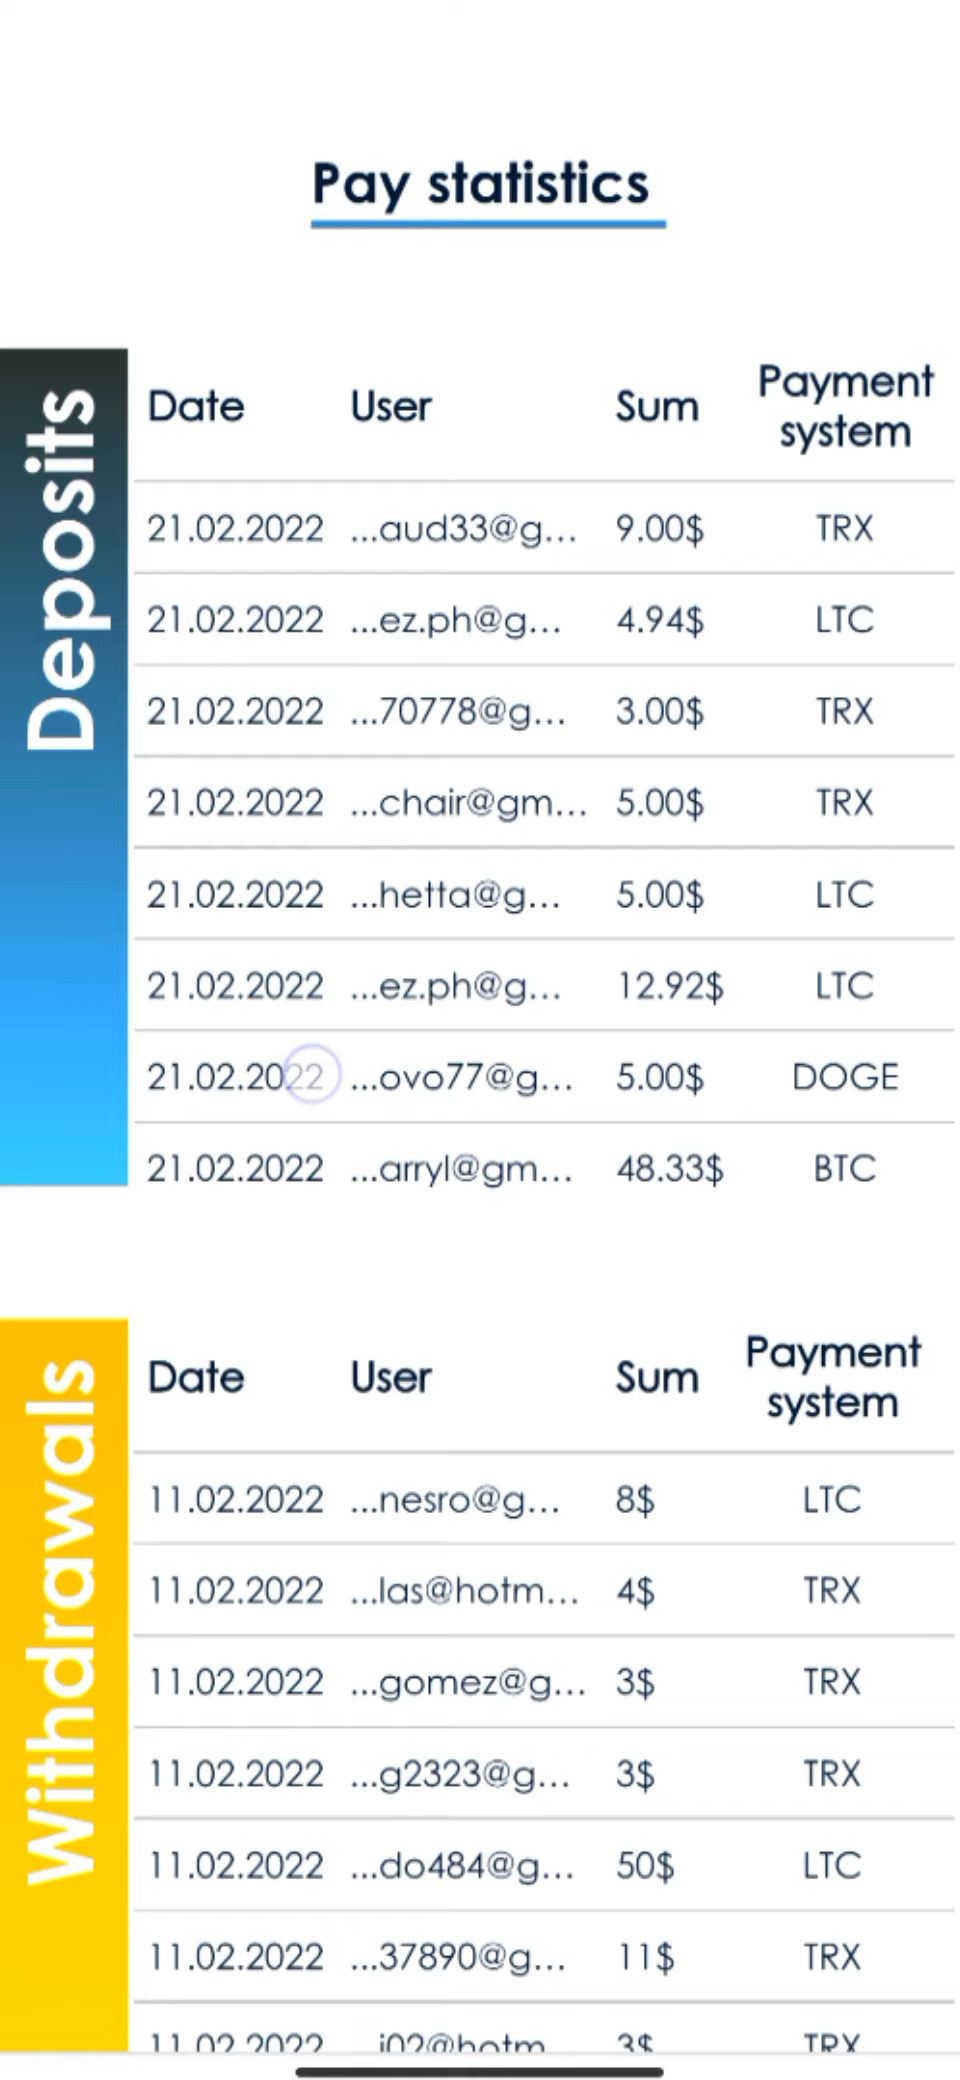 Pay statistics
Deposits
Date User Sum Payment system
21.02.2022 ...aud33@g... 9.00$ TRX
21.02.2022 ...ez.ph@g... 4.94$ LTC
21.02.2022 ...70778@g... 3.00$ TRX
21.02.2022 ...chair@gm... 5.00$ TRX
21.02.2022 ...hetta@g... 5.00$ LTC
21.02.2022 ...ez.ph@g... 12.92$ LTC
21.02.2022 ...ovo77@g... 5.00$ DOGE
21.02.2022 ...arryl@gm... 48.33$ BTC
Withdrawals
Date User Sum Payment system
11.02.2022 ...nesro@g... 8$ LTC
11.02.2022 ...las@hotm... 4$ TRX
11.02.2022 ...gomez@g... 3$ TRX
11.02.2022 ...g2323@g... 3$ TRX
11.02.2022 ...do484@g... 50$ LTC
11.02.2022 ...37890@g... 11$ TRX
11.02.2022 3$ TRX